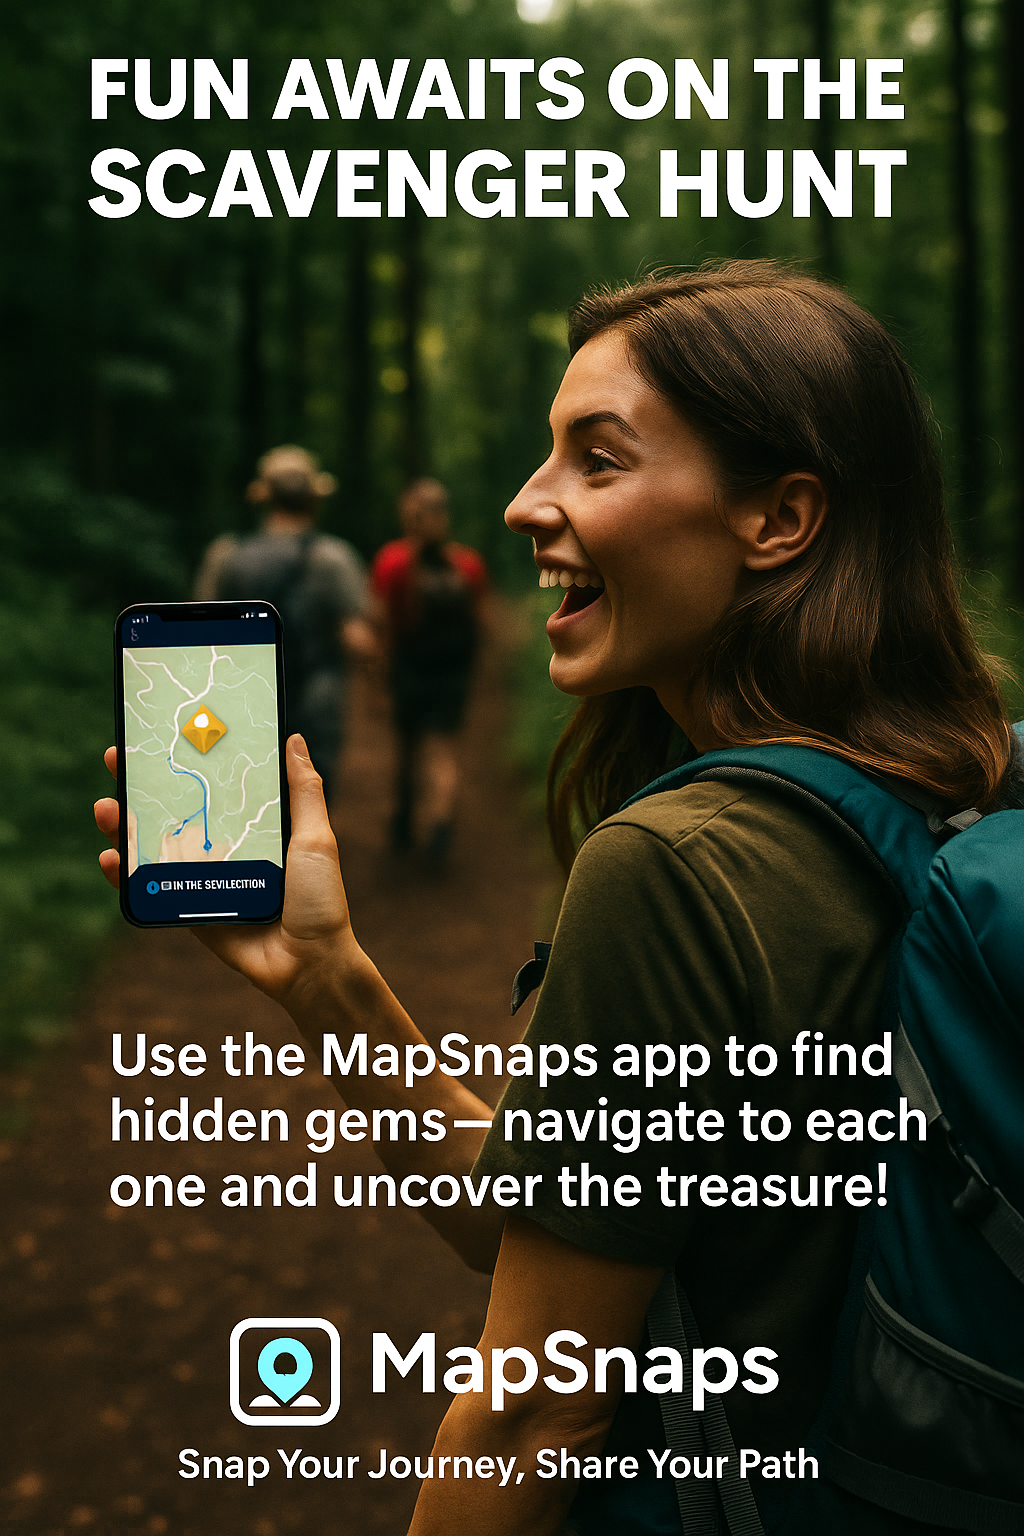 FUN AWAITS ON THE
SCAVENGER HUNT
IN THE SEVILECITION
Use the MapSnaps app to find
hidden gems—navigate to each
one and uncover the treasure!
MapSnaps
Snap Your Journey, Share Your Path